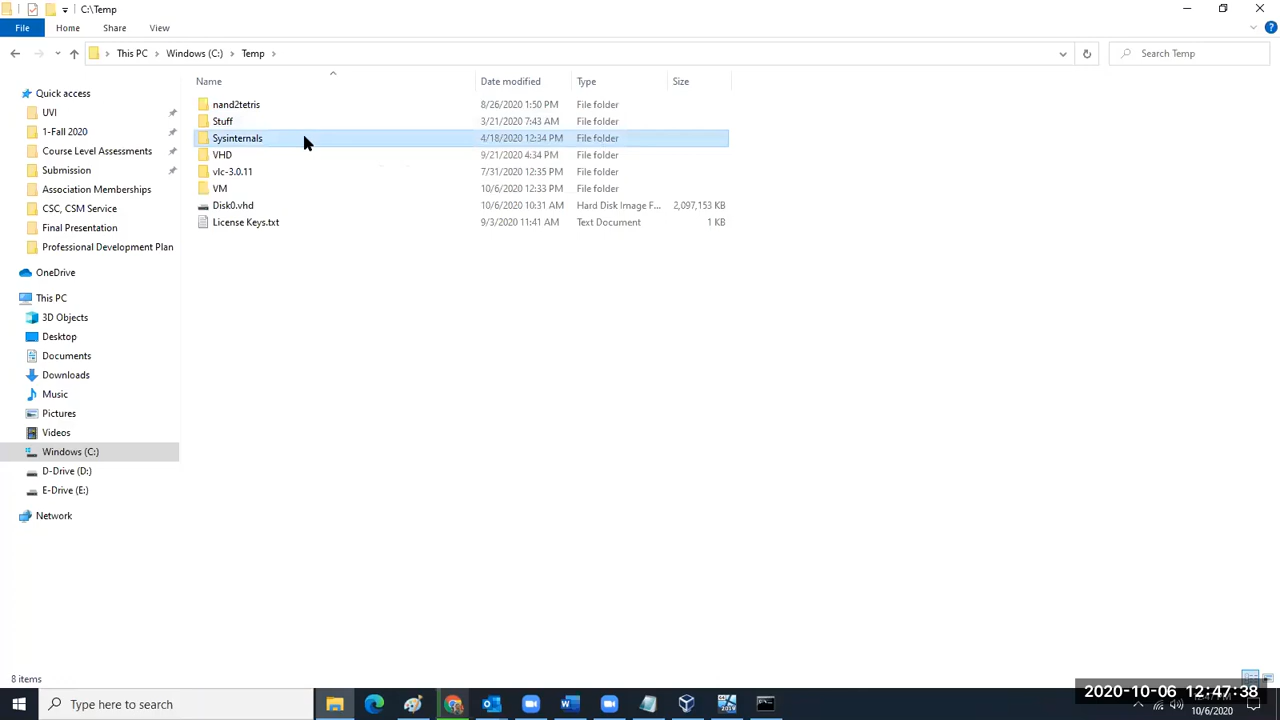 C:\Temp
File Home Share View
This PC Windows (C:) Temp Search Temp
Name Date modified Type Size
Quick access
UVI
1-Fall 2020
Course Level Assessments
Submission
Association Memberships
CSC, CSM Service
Final Presentation
Professional Development Plan
OneDrive
This PC
3D Objects
Desktop
Documents
Downloads
Music
Pictures
Videos
Windows (C:)
D-Drive (D:)
E-Drive (E:)
Network
nand2tetris 8/26/2020 1:50 PM File folder
Stuff 3/21/2020 7:43 AM File folder
Sysinternals 4/18/2020 12:34 PM File folder
VHD 9/21/2020 4:34 PM File folder
vlc-3.0.11 7/31/2020 12:35 PM File folder
VM 10/6/2020 12:33 PM File folder
Disk0.vhd 10/6/2020 10:31 AM Hard Disk Image F... 2,097,153 KB
License Keys.txt 9/3/2020 11:41 AM Text Document 1 KB
8 items
Type here to search
2020-10-06 12:47:38
10/6/2020